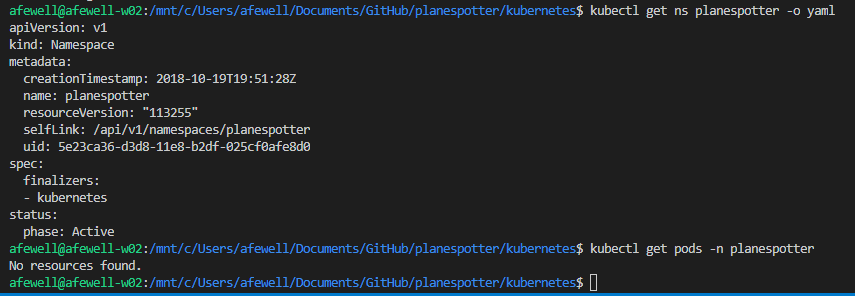 afewell@afewell-w02:/mnt/c/Users/afewell/Documents/GitHub/planespotter/kubernetes$ kubectl get ns planespotter -o yaml
apiVersion: v1
kind: Namespace
metadata:
  creationTimestamp: 2018-10-19T19:51:28Z
  name: planespotter
  resourceVersion: "113255"
  selfLink: /api/v1/namespaces/planespotter
  uid: 5e23ca36-d3d8-11e8-b2df-025cf0afe8d0
spec:
  finalizers:
  - kubernetes
status:
  phase: Active
afewell@afewell-w02:/mnt/c/Users/afewell/Documents/GitHub/planespotter/kubernetes$ kubectl get pods -n planespotter
No resources found.
afewell@afewell-w02:/mnt/c/Users/afewell/Documents/GitHub/planespotter/kubernetes$